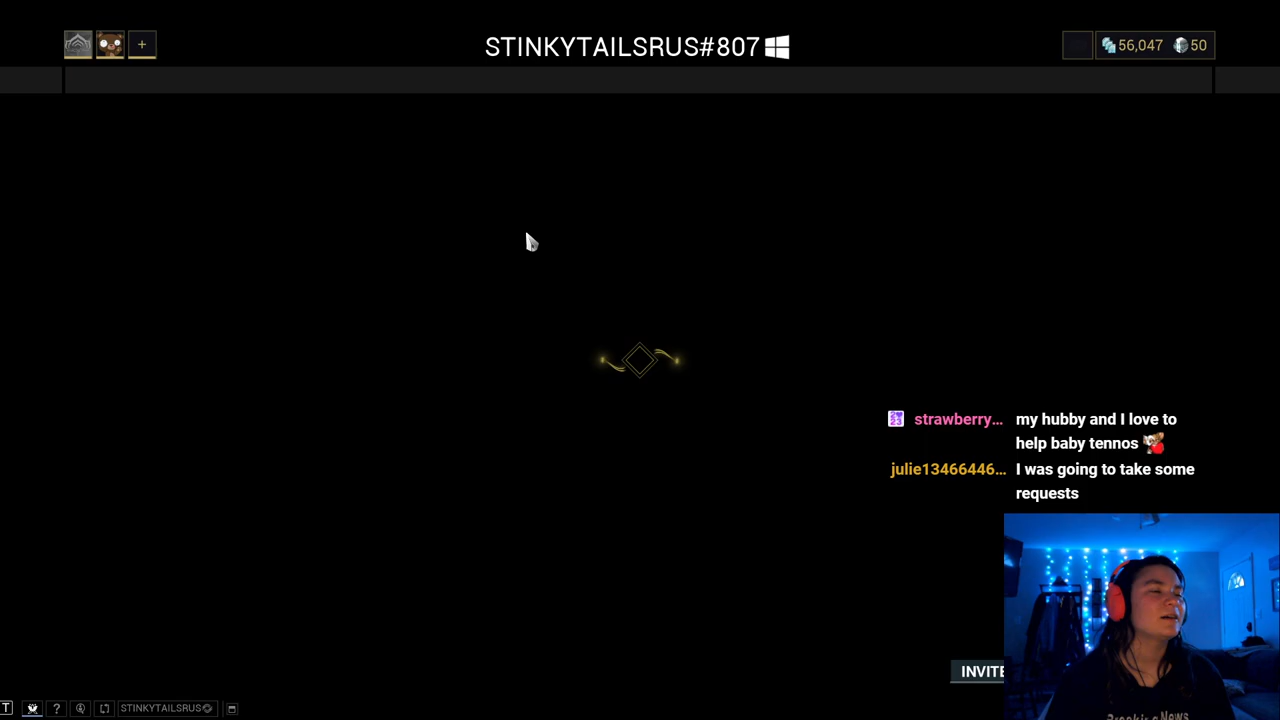 STINKYTAILSRUS#807
56,047 50
strawberry… my hubby and I love to
help baby tennos
julie13466446… I was going to take some
requests
INVITE
T ? STINKYTAILSRUS